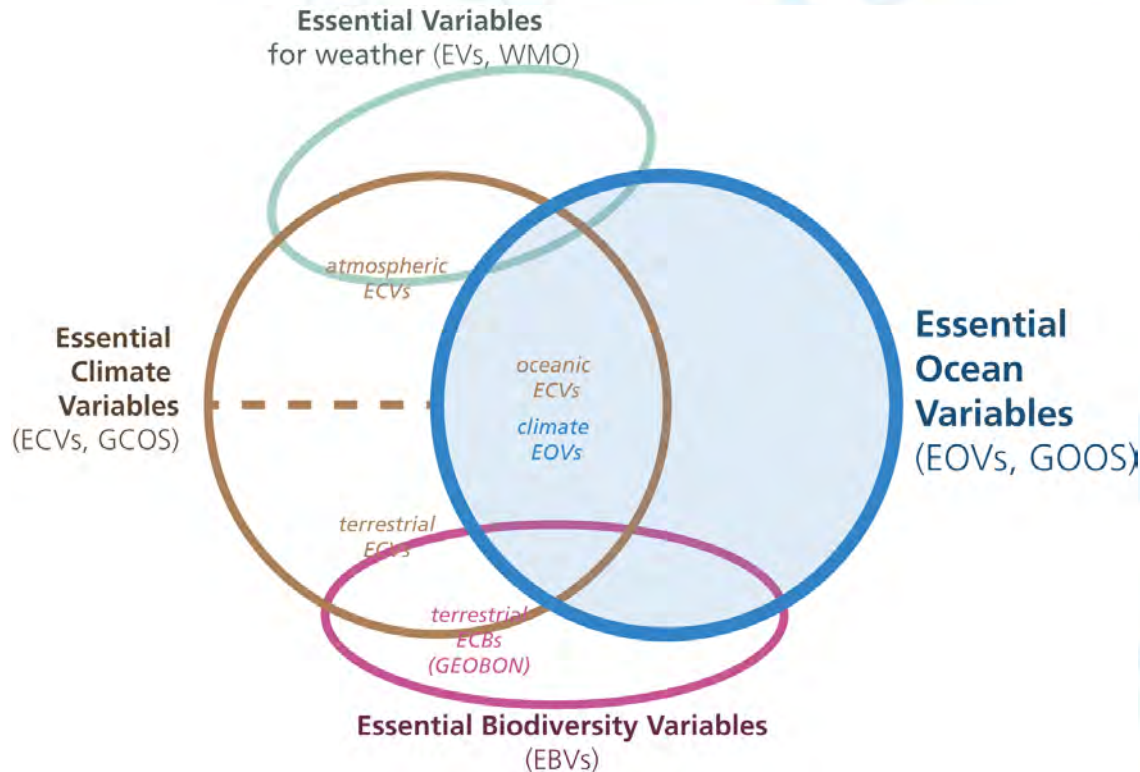 Essential Variables
for weather (EVs, WMO)
atmospheric
ECVs
Essential
Climate
Variables
(ECVs, GCOS)
oceanic
ECVs
climate
EOVs
Essential
Ocean
Variables
(EOVs, GOOS)
terrestrial
ECVs
terrestrial
ECBs
(GEOBON)
Essential Biodiversity Variables
(EBVs)